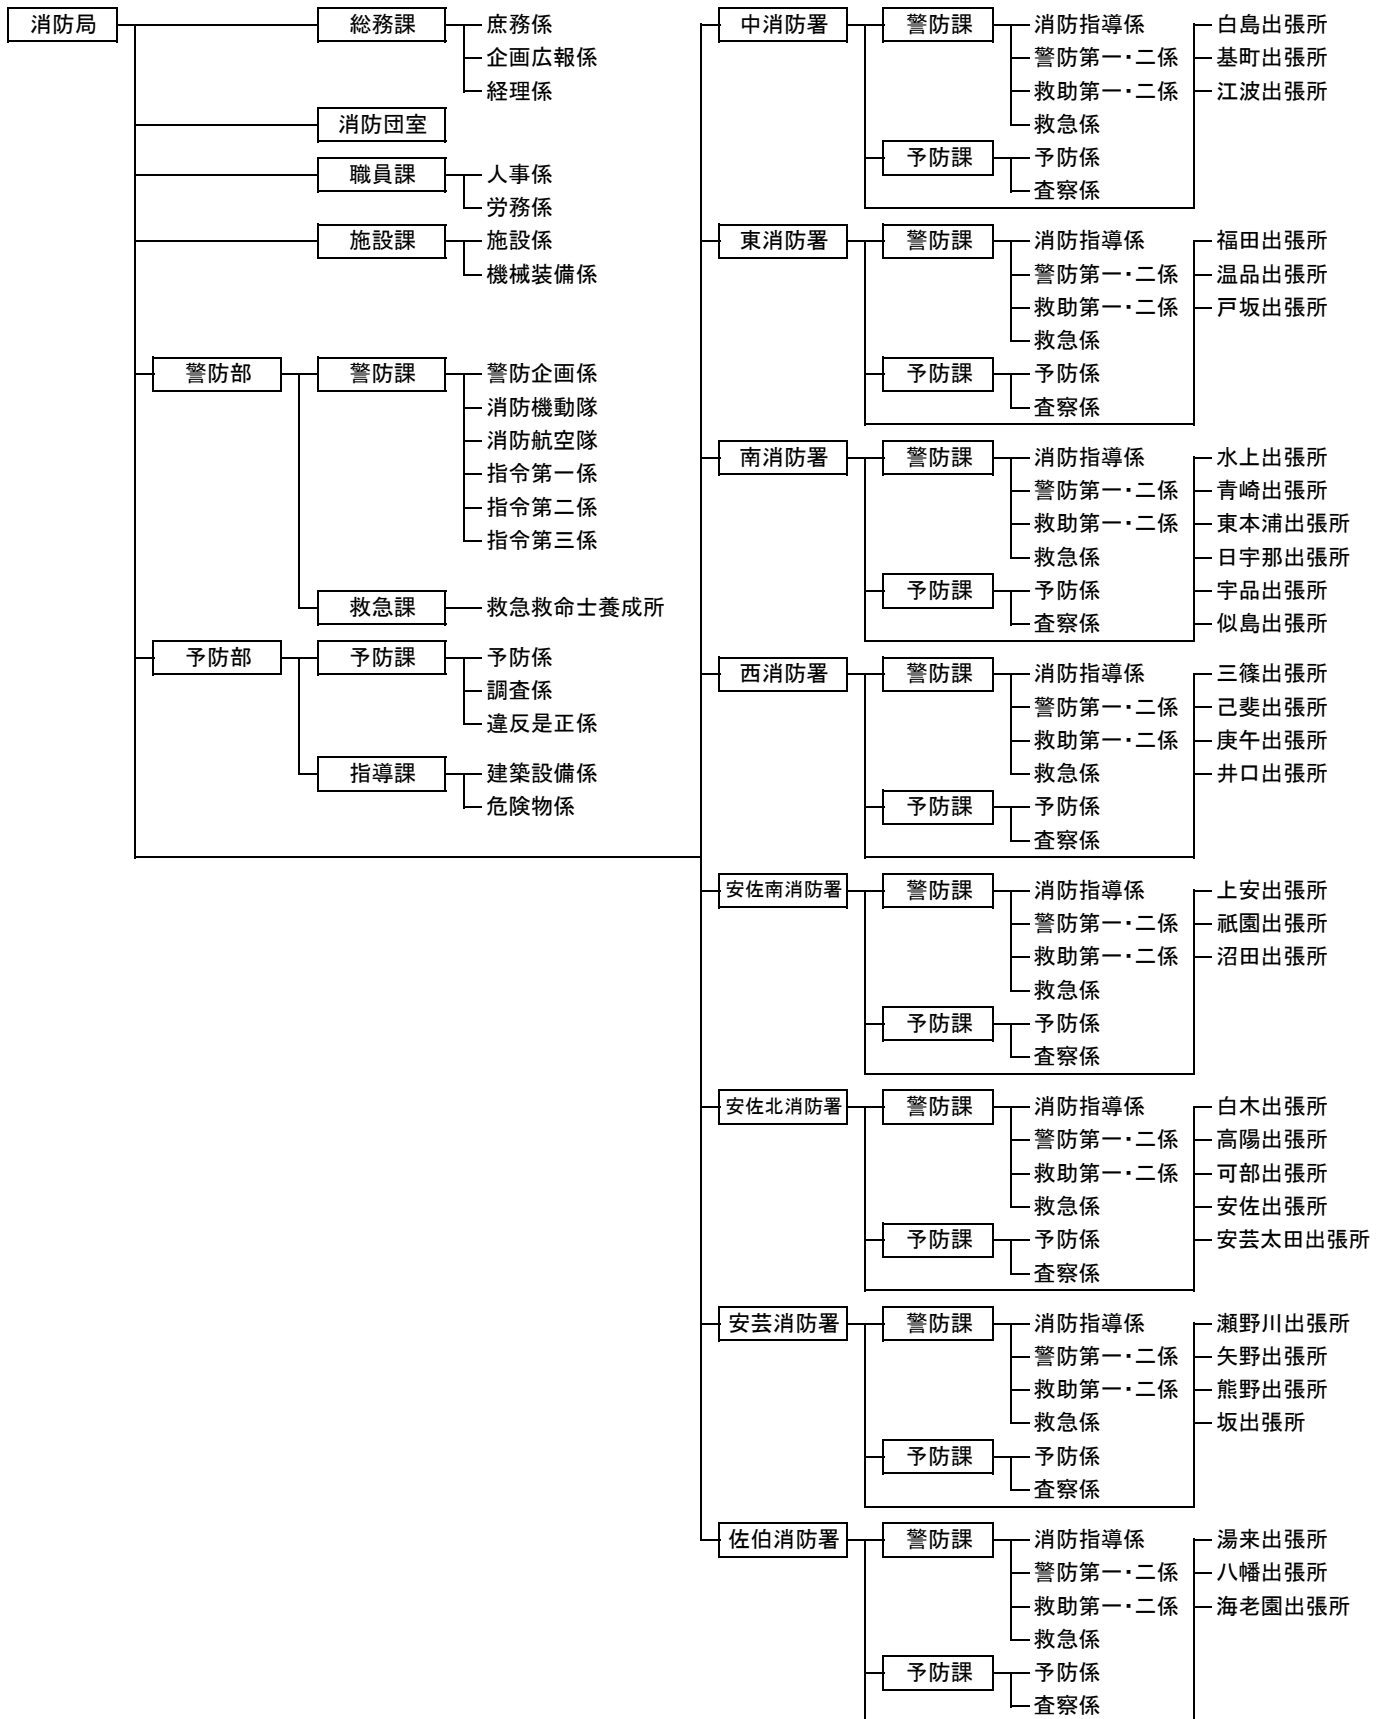 消防局
総務課
庶務係
企画広報係
経理係
消防団室
職員課
人事係
労務係
施設課
施設係
機械装備係
警防部
警防課
警防企画係
消防機動隊
消防航空隊
指令第一係
指令第二係
指令第三係
救急課
救急救命士養成所
予防部
予防課
予防係
調査係
違反是正係
指導課
建築設備係
危険物係
中消防署
警防課
消防指導係
警防第一・二係
救助第一・二係
救急係
予防課
予防係
査察係
白島出張所
基町出張所
江波出張所
東消防署
警防課
消防指導係
警防第一・二係
救助第一・二係
救急係
予防課
予防係
査察係
福田出張所
温品出張所
戸坂出張所
南消防署
警防課
消防指導係
警防第一・二係
救助第一・二係
救急係
予防課
予防係
査察係
水上出張所
青崎出張所
東本浦出張所
日宇那出張所
宇品出張所
似島出張所
西消防署
警防課
消防指導係
警防第一・二係
救助第一・二係
救急係
予防課
予防係
査察係
三篠出張所
己斐出張所
庚午出張所
井口出張所
安佐南消防署
警防課
消防指導係
警防第一・二係
救助第一・二係
救急係
予防課
予防係
査察係
上安出張所
祇園出張所
沼田出張所
安佐北消防署
警防課
消防指導係
警防第一・二係
救助第一・二係
救急係
予防課
予防係
査察係
白木出張所
高陽出張所
可部出張所
安佐出張所
安芸太田出張所
安芸消防署
警防課
消防指導係
警防第一・二係
救助第一・二係
救急係
予防課
予防係
査察係
瀬野川出張所
矢野出張所
熊野出張所
坂出張所
佐伯消防署
警防課
消防指導係
警防第一・二係
救助第一・二係
救急係
予防課
予防係
査察係
湯来出張所
八幡出張所
海老園出張所